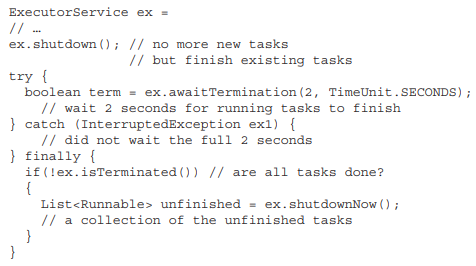 ExecutorService ex =
// …
ex.shutdown(); // no more new tasks
// but finish existing tasks
try {
boolean term = ex.awaitTermination(2, TimeUnit.SECONDS);
// wait 2 seconds for running tasks to finish
} catch (InterruptedException ex1) {
// did not wait the full 2 seconds
} finally {
if(!ex.isTerminated()) // are all tasks done?
{
List<Runnable> unfinished = ex.shutdownNow();
// a collection of the unfinished tasks
}
}